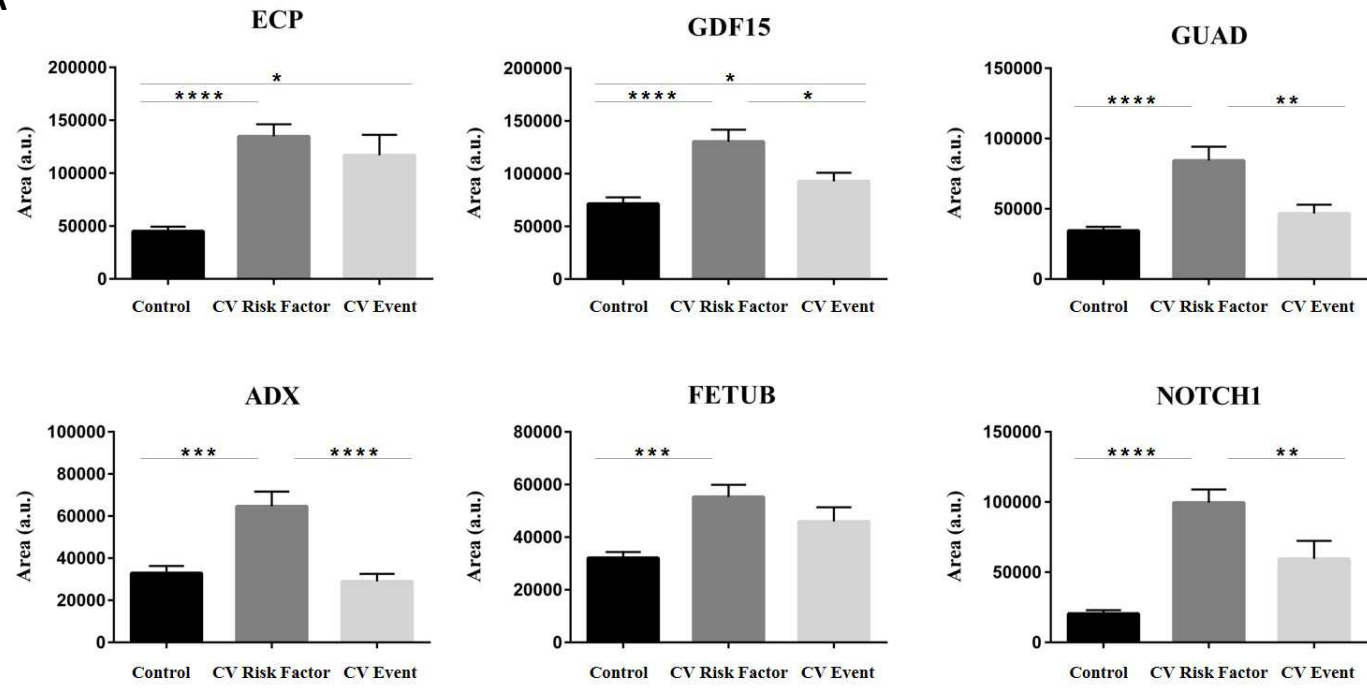 A
ECP
200000
150000
100000
50000
0
Area (a.u.)
*
****
Control CV Risk Factor CV Event
GDF15
200000
150000
100000
50000
0
Area (a.u.)
*
**** *
Control CV Risk Factor CV Event
GUAD
150000
100000
50000
0
Area (a.u.)
**** **
Control CV Risk Factor CV Event
ADX
100000
80000
60000
40000
20000
0
Area (a.u.)
*** ****
Control CV Risk Factor CV Event
FETUB
80000
60000
40000
20000
0
Area (a.u.)
***
Control CV Risk Factor CV Event
NOTCH1
150000
100000
50000
0
Area (a.u.)
**** **
Control CV Risk Factor CV Event